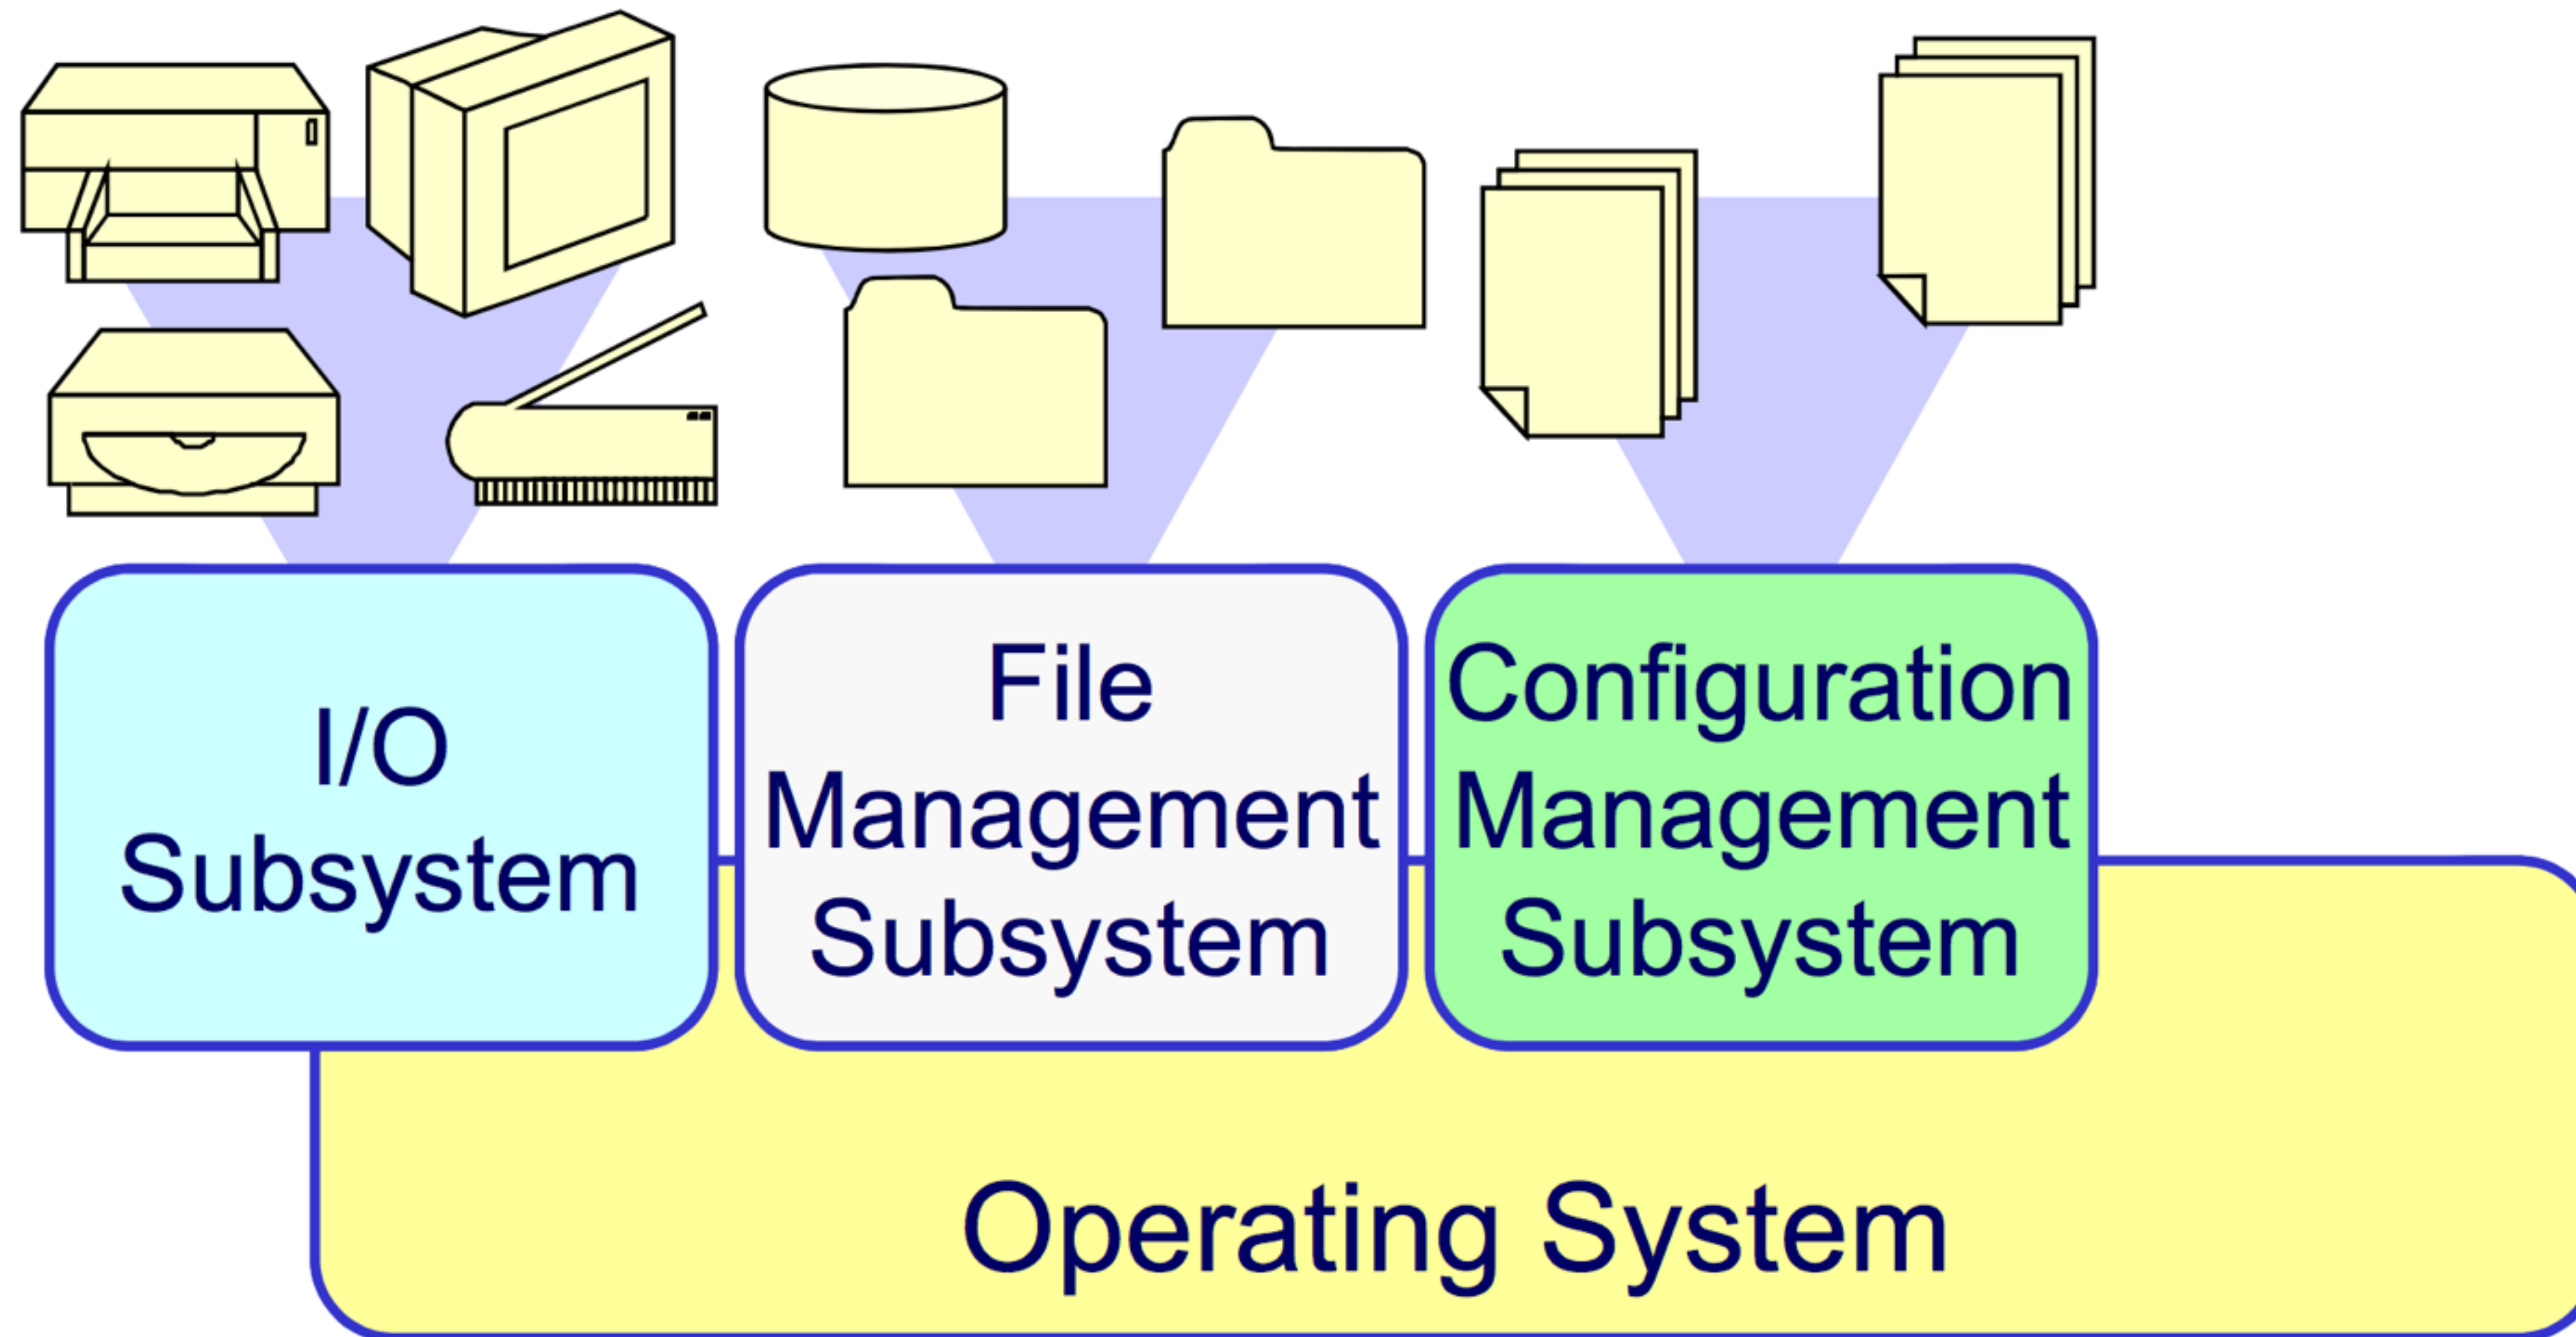 I/O
Subsystem
File
Management
Subsystem
Configuration
Management
Subsystem
Operating System